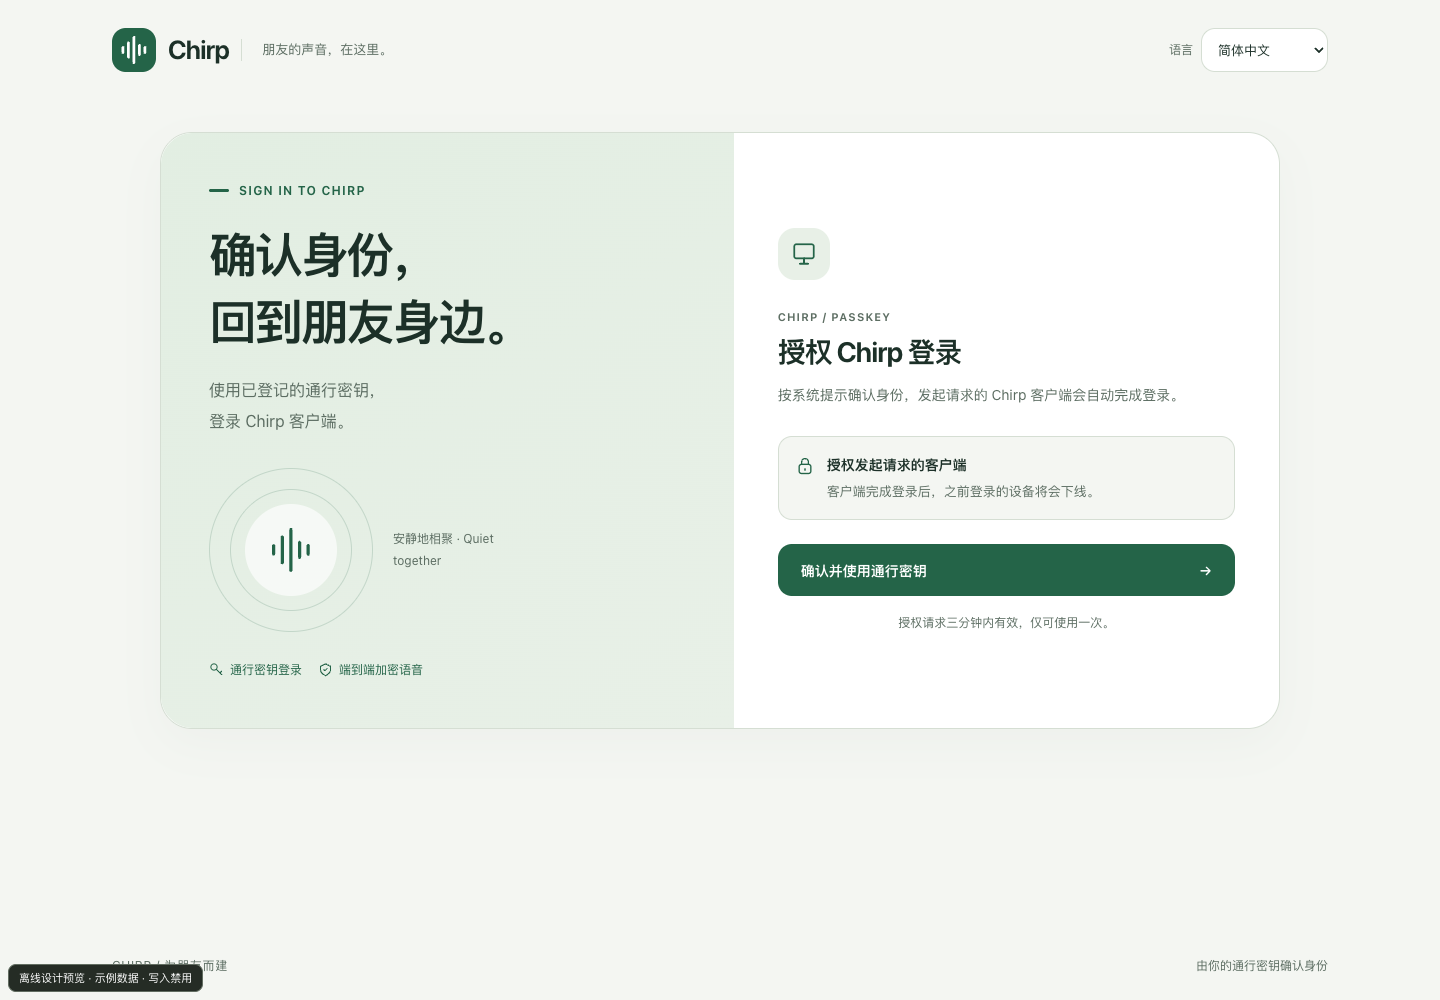 Chirp
朋友的声音，在这里。
语言
简体中文
SIGN IN TO CHIRP
确认身份，
回到朋友身边。
使用已登记的通行密钥，
登录 Chirp 客户端。
安静地相聚 · Quiet
together
通行密钥登录
端到端加密语音
CHIRP / PASSKEY
授权 Chirp 登录
按系统提示确认身份，发起请求的 Chirp 客户端会自动完成登录。
授权发起请求的客户端
客户端完成登录后，之前登录的设备将会下线。
确认并使用通行密钥
授权请求三分钟内有效，仅可使用一次。
CHIRP / 为朋友而建
离线设计预览 · 示例数据 · 写入禁用
由你的通行密钥确认身份